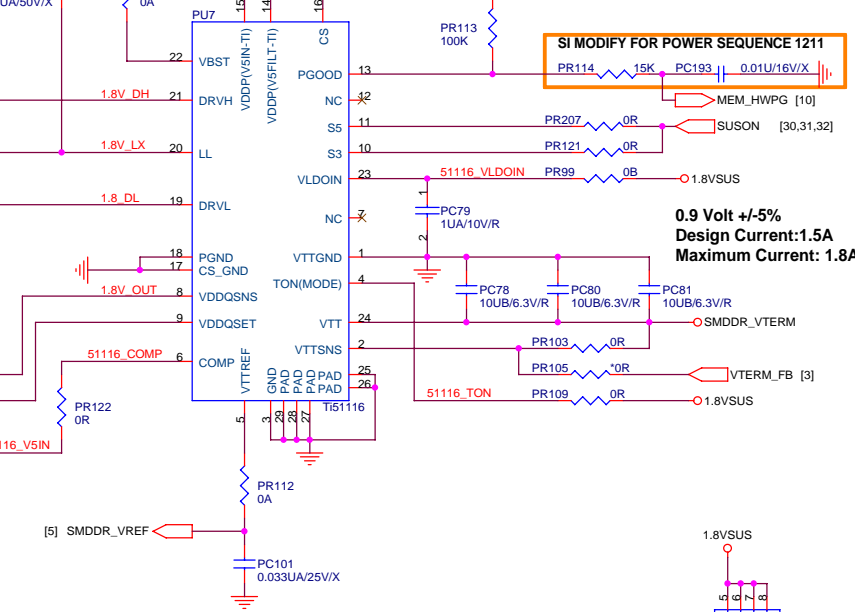 UA/50V/X
0A
PU7
15
14
16
VDDP(V5IN-TI)
VDDP(V5FILT-TI)
CS
PR113
100K
SI MODIFY FOR POWER SEQUENCE 1211
22
VBST
PGOOD
13
PR114
15K
PC193
0.01U/16V/X
1.8V_DH
21
DRVH
NC
12
MEM_HWPG [10]
S5
11
PR207
0R
SUSON [30,31,32]
1.8V_LX
20
LL
S3
10
PR121
0R
VLDOIN
23
51116_VLDOIN
PR99
0B
1.8VSUS
1
1.8_DL
19
DRVL
NC
7
PC79
1UA/10V/R
2
0.9 Volt +/-5%
Design Current:1.5A
Maximum Current: 1.8A
18
PGND
17
CS_GND
VTTGND
1
TON(MODE)
4
PC78
10UB/6.3V/R
PC80
10UB/6.3V/R
PC81
10UB/6.3V/R
1.8V_OUT
8
VDDQSNS
9
VDDQSET
VTT
24
SMDDR_VTERM
51116_COMP
6
COMP
VTTSNS
2
PR103
0R
PR105
*0R
VTERM_FB [3]
VTTREF
GND
PAD
PAD
PAD
PAD
25
PAD
26
51116_TON
PR109
0R
1.8VSUS
Ti51116
PR122
0R
5
3
29
28
27
116_V5IN
PR112
0A
[5] SMDDR_VREF
PC101
0.033UA/25V/X
1.8VSUS
5
6
7
8